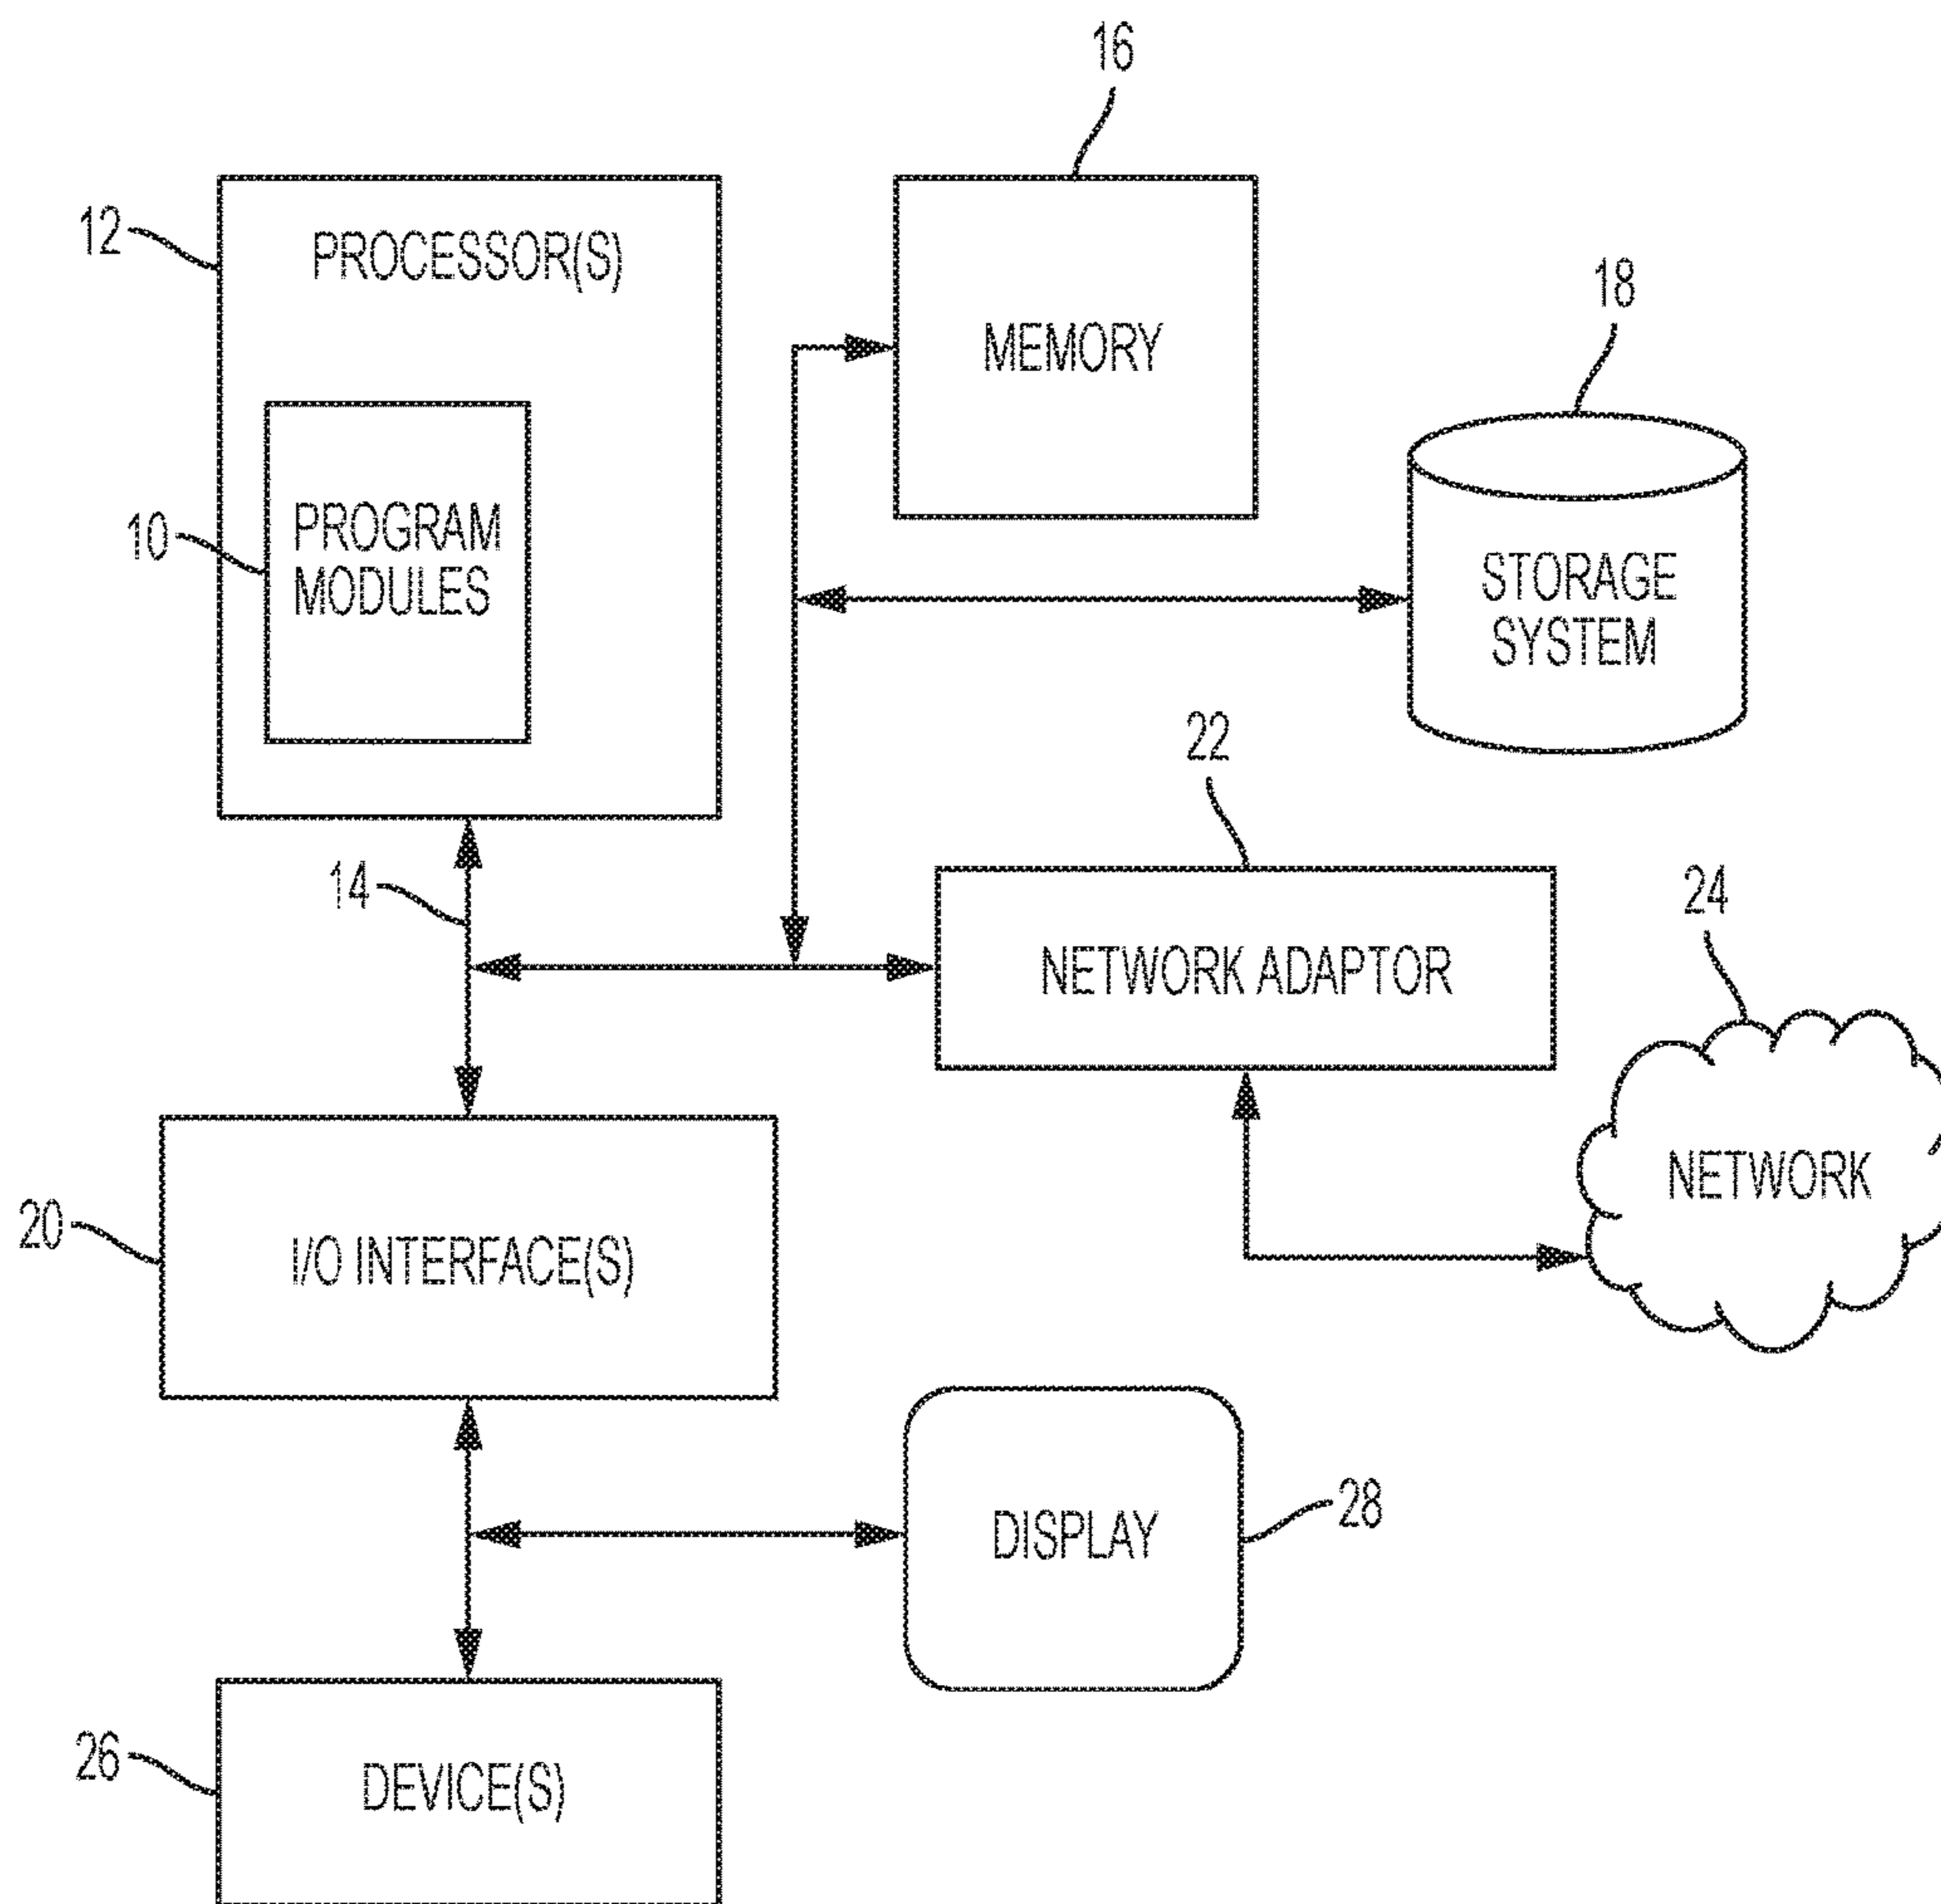 16
12
PROCESSOR(S)
18
MEMORY
10
PROGRAM
MODULES
STORAGE
SYSTEM
22
14
24
NETWORK ADAPTOR
NETWORK
20
I/O INTERFACE(S)
28
DISPLAY
26
DEVICE(S)